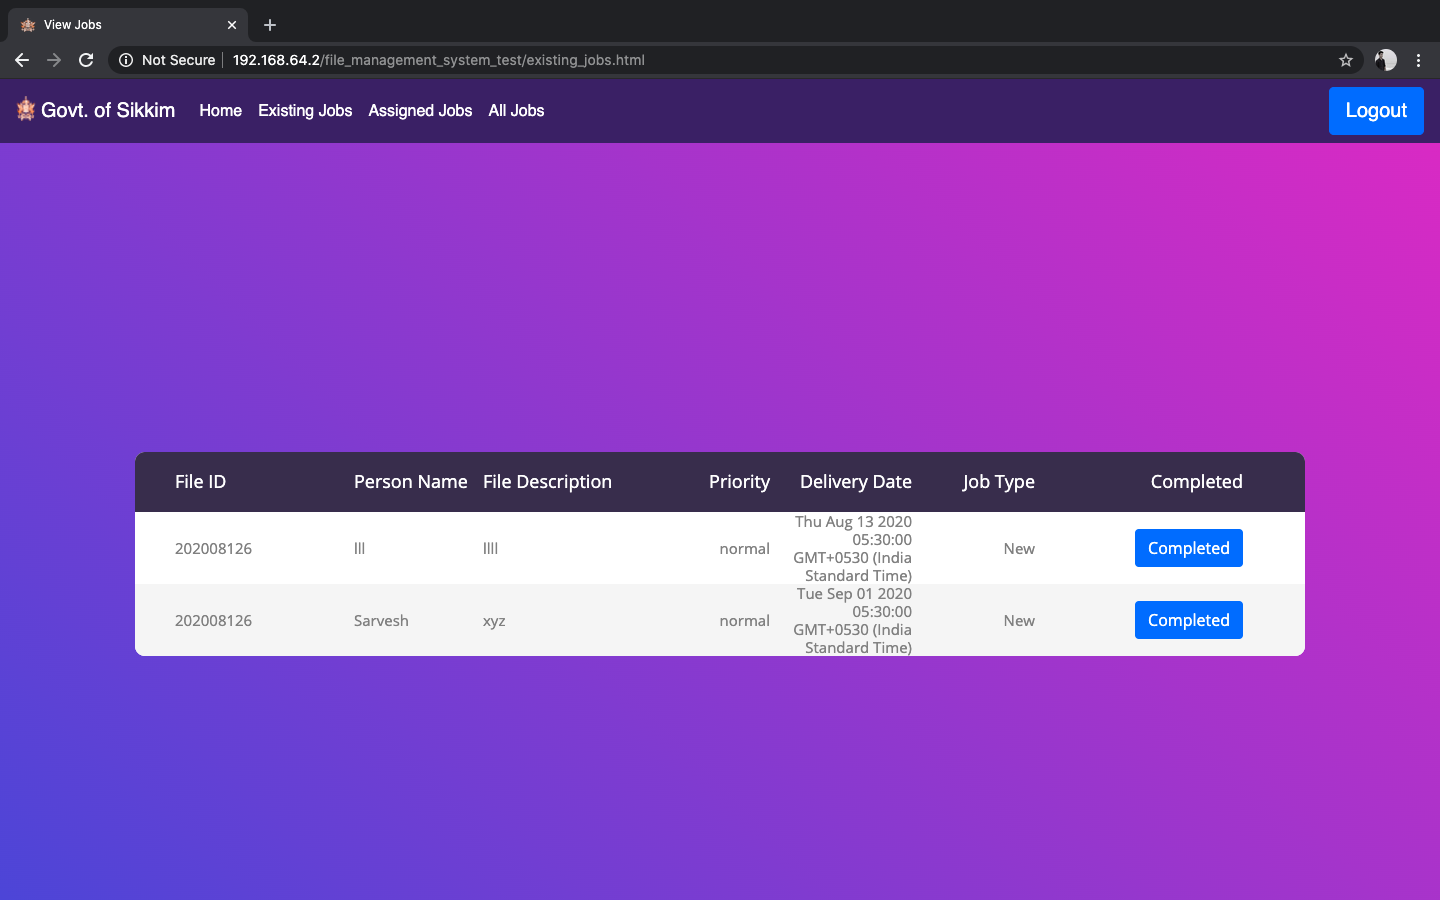 View Jobs
Not Secure 192.168.64.2/file_management_system_test/existing_jobs.html
Govt. of Sikkim Home Existing Jobs Assigned Jobs All Jobs Logout
File ID Person Name File Description Priority Delivery Date Job Type Completed
202008126 lll llll normal Thu Aug 13 2020 New Completed
05:30:00
GMT+0530 (India
Standard Time)
202008126 Sarvesh xyz normal Tue Sep 01 2020 New Completed
05:30:00
GMT+0530 (India
Standard Time)